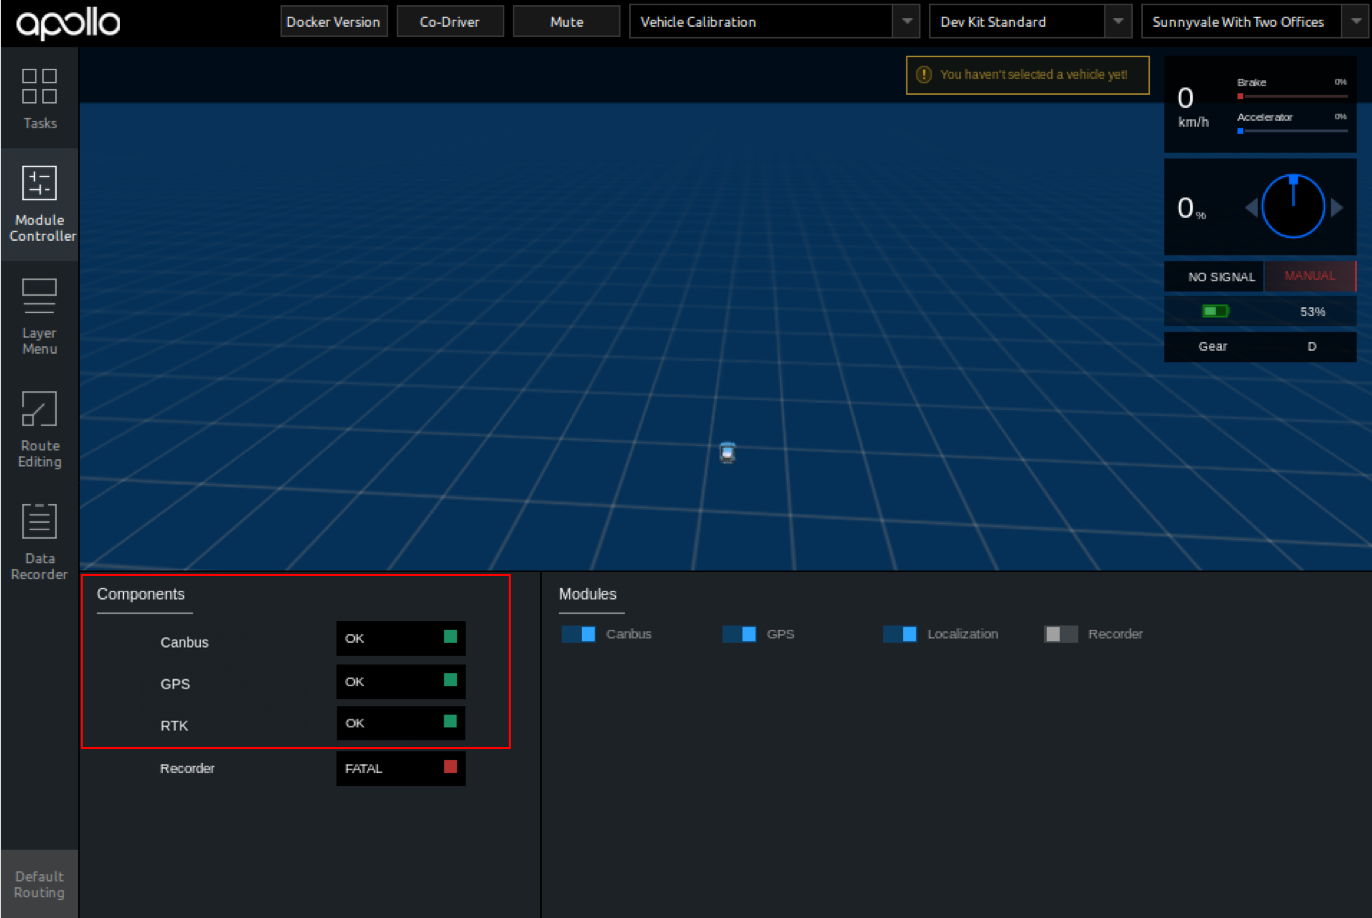 apollo
Docker Version
Co-Driver
Mute
Vehicle Calibration
Dev Kit Standard
Sunnyvale With Two Offices
Tasks
Module
Controller
Layer
Menu
Route
Editing
Data
Recorder
Default
Routing
! You haven't selected a vehicle yet!
0
km/h
Brake 0%
Accelerator 0%
0%
NO SIGNAL MANUAL
53%
Gear D
Components
Canbus OK
GPS OK
RTK OK
Recorder FATAL
Modules
Canbus
GPS
Localization
Recorder